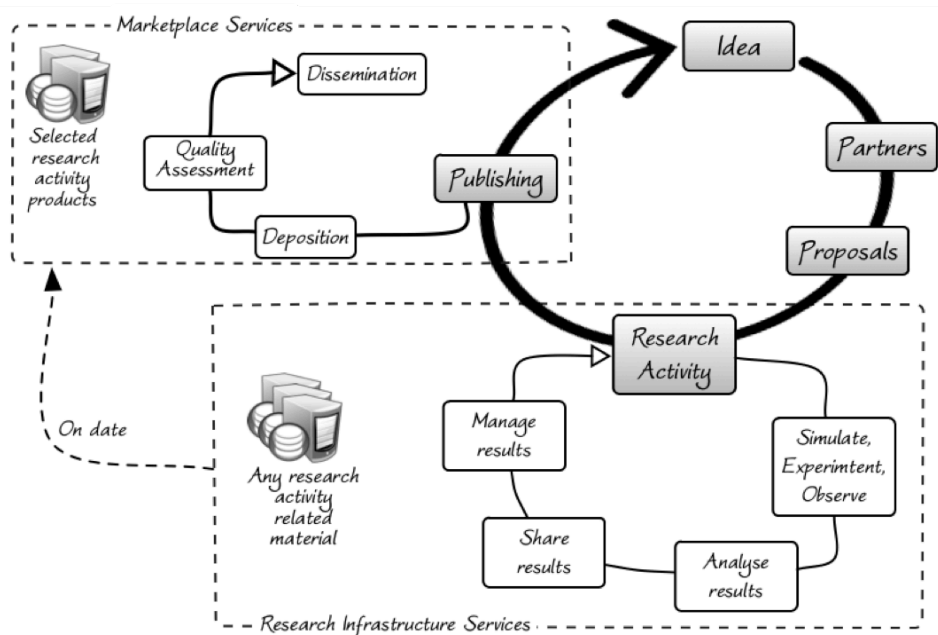 Marketplace Services
Selected
research
activity
products
Dissemination
Quality
Assessment
Deposition
Publishing
Idea
Partners
Proposals
Research
Activity
On date
Any research
activity
related
material
Manage
results
Simulate,
Experimtent,
Observe
Share
results
Analyse
results
Research Infrastructure Services